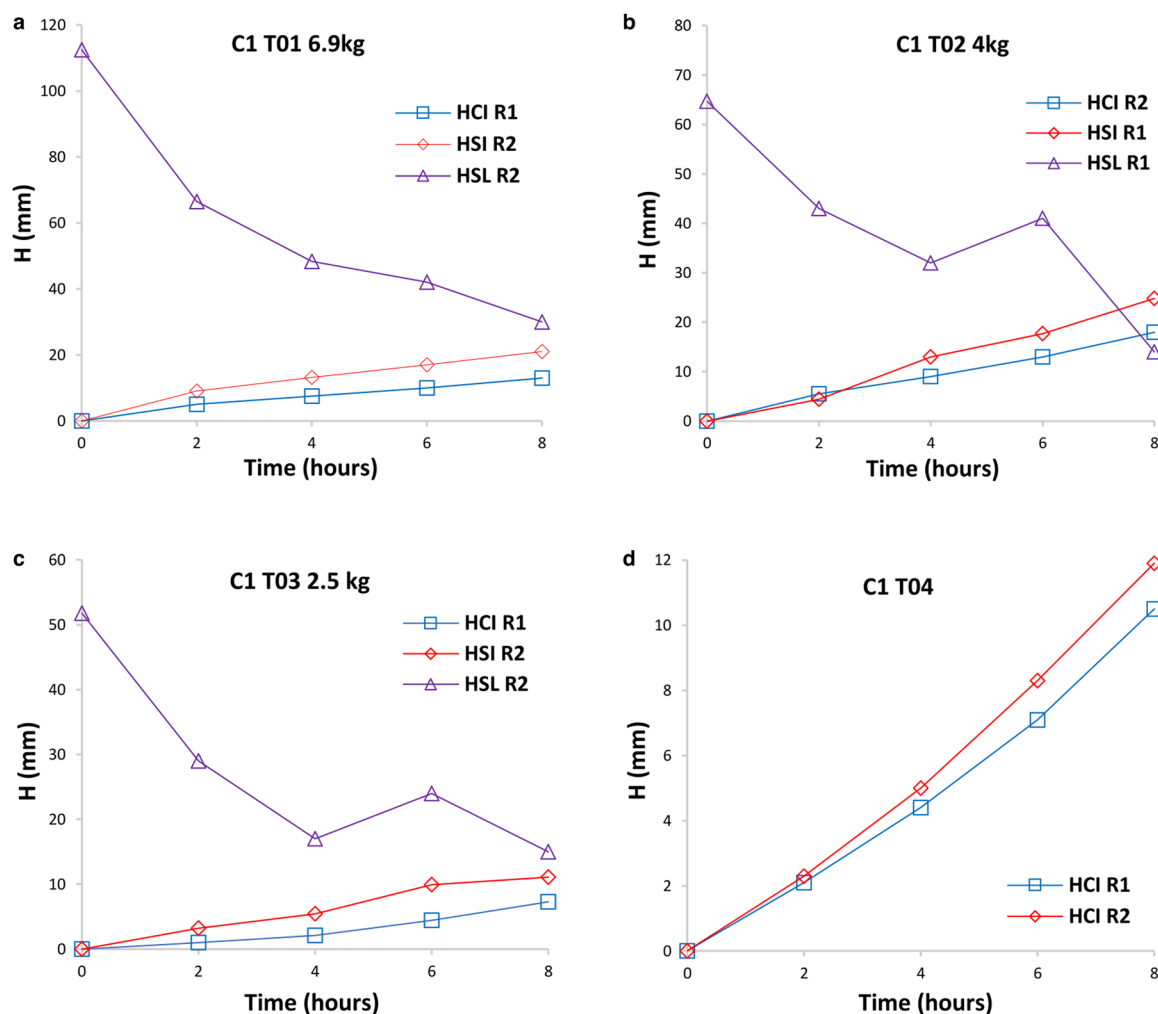 a
C1 T01 6.9kg
H (mm)
120
100
80
60
40
20
0
0 2 4 6 8
Time (hours)
HCI R1
HSI R2
HSL R2
b
C1 T02 4kg
H (mm)
80
70
60
50
40
30
20
10
0
0 2 4 6 8
Time (hours)
HCI R2
HSI R1
HSL R1
c
C1 T03 2.5 kg
H (mm)
60
50
40
30
20
10
0
0 2 4 6 8
Time (hours)
HCI R1
HSI R2
HSL R2
d
C1 T04
H (mm)
12
10
8
6
4
2
0
0 2 4 6 8
Time (hours)
HCI R1
HCI R2